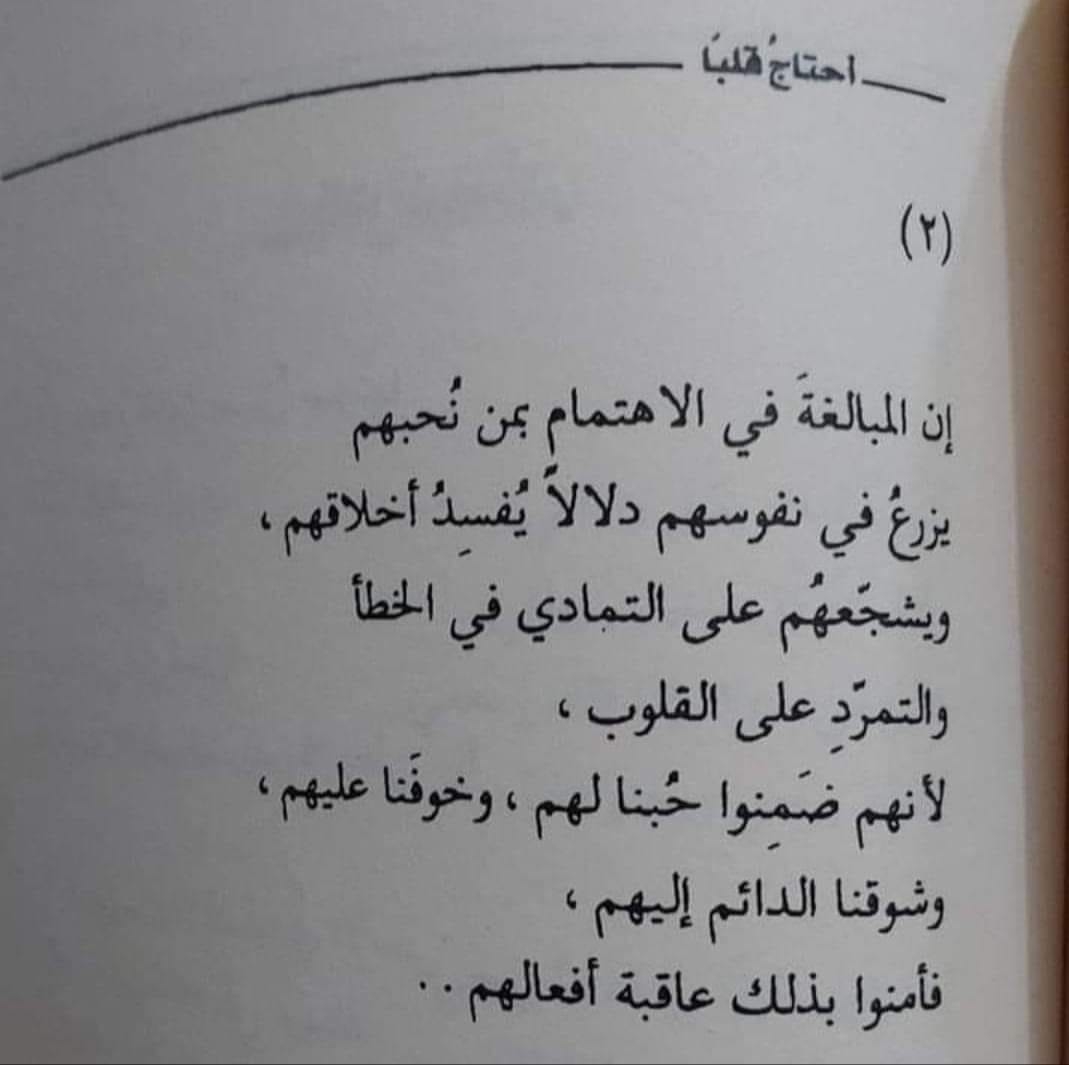 احتاجُ قلبًا
(٢)
إن المبالغةَ في الاهتمام بمن نُحبهم
يزرعُ في نفوسهم دلالاً يُفسِدُ أخلاقهم ،
ويشجّعهُم على التمادي في الخطأ
والتمرّدِ على القلوب ،
لأنهم ضَمِنوا حُبنا لهم ، وخوفَنا عليهم ،
وشوقنا الدائم إليهم ،
فأمنوا بذلك عاقبة أفعالهم ..